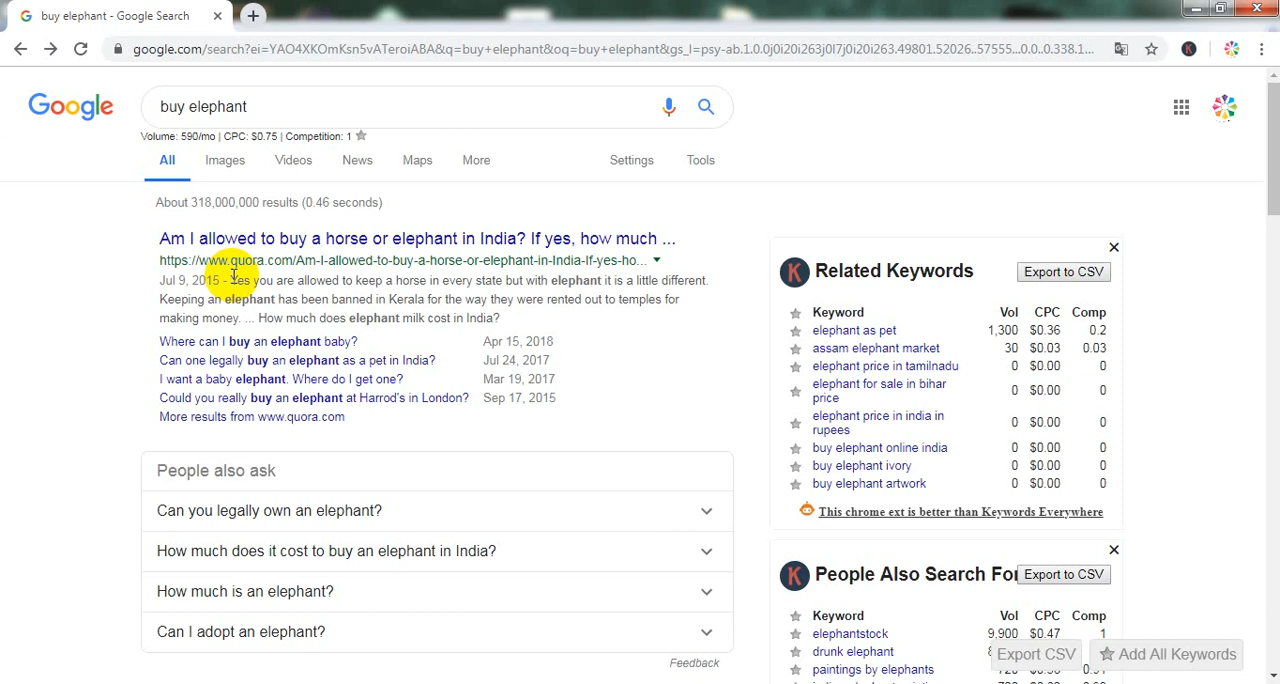 buy elephant - Google Search
google.com/search?ei=YAO4XKOmKsn5vATeroiABA&q=buy+elephant&oq=buy+elephant&gs_l=psy-ab.1.0.0j0i20i263j0l7j0i20i263.49801.52026..57555...0.0..0.338.1...
Google
buy elephant
Volume: 590/mo | CPC: $0.75 | Competition: 1
All Images Videos News Maps More Settings Tools
About 318,000,000 results (0.46 seconds)
Am I allowed to buy a horse or elephant in India? If yes, how much ...
https://www.quora.com/Am-I-allowed-to-buy-a-horse-or-elephant-in-India-If-yes-ho...
Jul 9, 2015 - Yes you are allowed to keep a horse in every state but with elephant it is a little different.
Keeping an elephant has been banned in Kerala for the way they were rented out to temples for
making money. ... How much does elephant milk cost in India?
Where can I buy an elephant baby? Apr 15, 2018
Can one legally buy an elephant as a pet in India? Jul 24, 2017
I want a baby elephant. Where do I get one? Mar 19, 2017
Could you really buy an elephant at Harrod's in London? Sep 17, 2015
More results from www.quora.com
People also ask
Can you legally own an elephant?
How much does it cost to buy an elephant in India?
How much is an elephant?
Can I adopt an elephant?
Feedback
K Related Keywords Export to CSV
Keyword Vol CPC Comp
elephant as pet 1,300 $0.36 0.2
assam elephant market 30 $0.03 0.03
elephant price in tamilnadu 0 $0.00 0
elephant for sale in bihar
price 0 $0.00 0
elephant price in india in
rupees 0 $0.00 0
buy elephant online india 0 $0.00 0
buy elephant ivory 0 $0.00 0
buy elephant artwork 0 $0.00 0
This chrome ext is better than Keywords Everywhere
K People Also Search For Export to CSV
Keyword Vol CPC Comp
elephantstock 9,900 $0.47 1
drunk elephant
paintings by elephants
Export CSV Add All Keywords